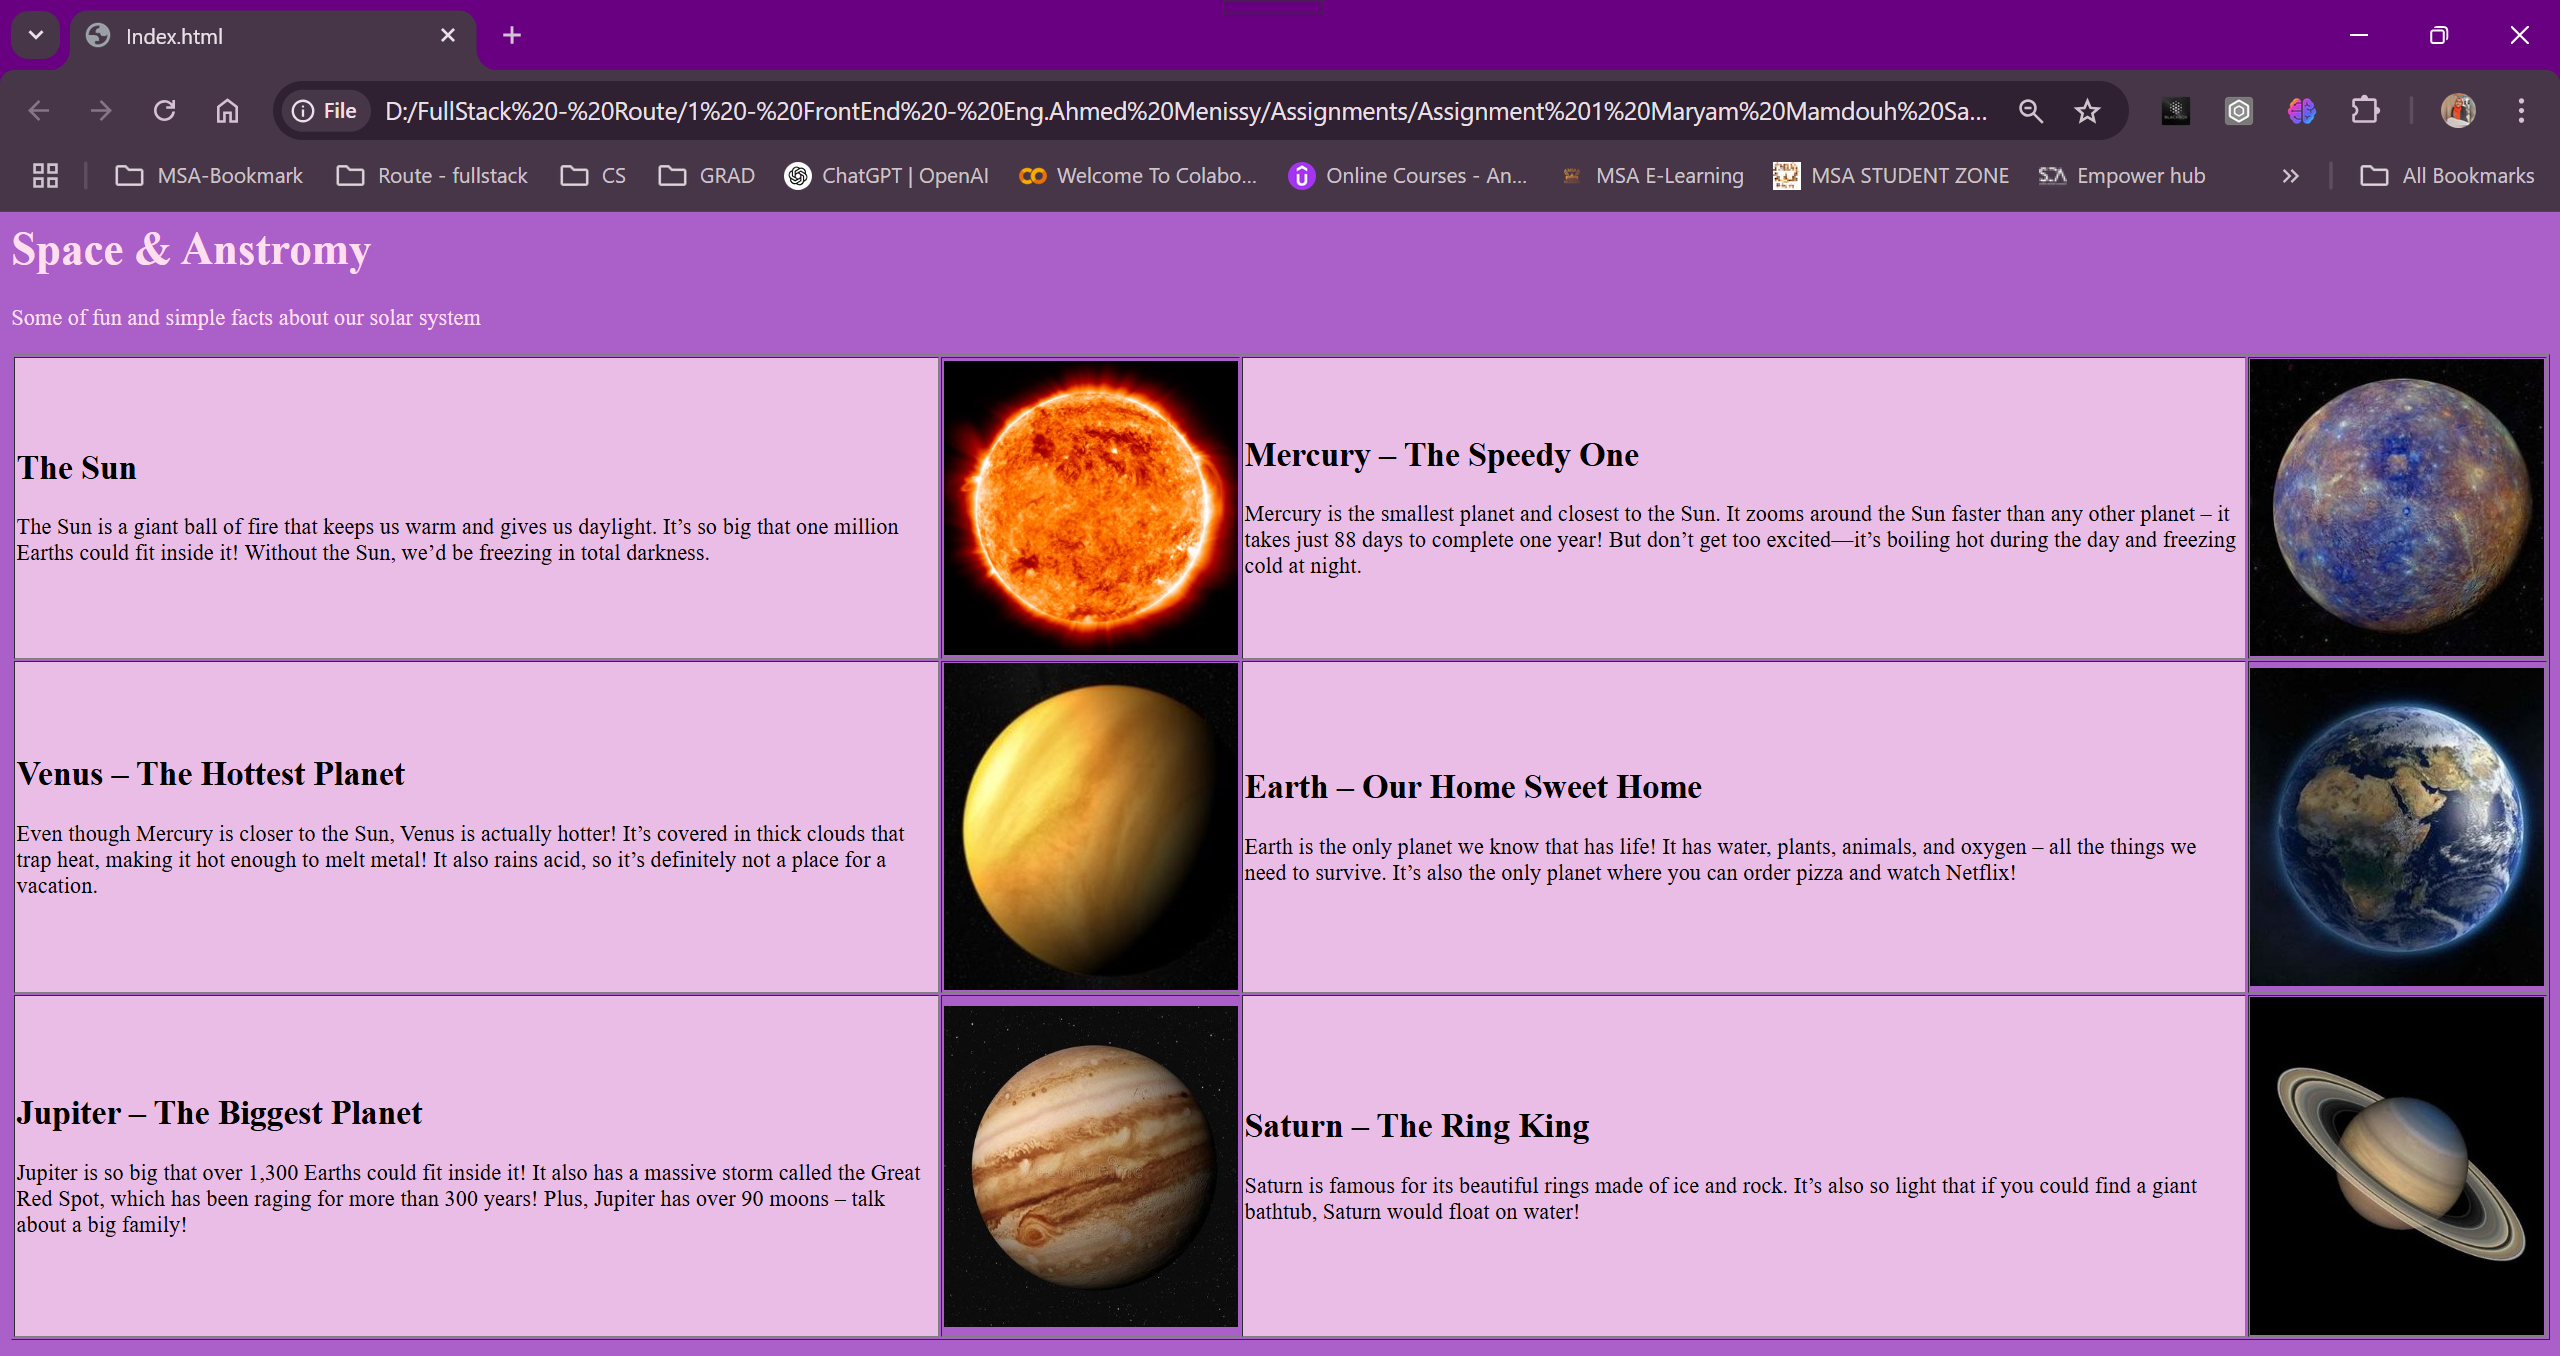 Index.html
File
D:/FullStack%20-%20Route/1%20-%20FrontEnd%20-%20Eng.Ahmed%20Menissy/Assignments/Assignment%201%20Maryam%20Mamdouh%20Sa...
MSA-Bookmark
Route - fullstack
CS
GRAD
ChatGPT | OpenAI
Welcome To Colabo...
Online Courses - An...
MSA E-Learning
MSA STUDENT ZONE
Empower hub
All Bookmarks
Space & Anstromy
Some of fun and simple facts about our solar system
The Sun
The Sun is a giant ball of fire that keeps us warm and gives us daylight. It’s so big that one million
Earths could fit inside it! Without the Sun, we’d be freezing in total darkness.
Mercury – The Speedy One
Mercury is the smallest planet and closest to the Sun. It zooms around the Sun faster than any other planet – it
takes just 88 days to complete one year! But don’t get too excited—it’s boiling hot during the day and freezing
cold at night.
Venus – The Hottest Planet
Even though Mercury is closer to the Sun, Venus is actually hotter! It’s covered in thick clouds that
trap heat, making it hot enough to melt metal! It also rains acid, so it’s definitely not a place for a
vacation.
Earth – Our Home Sweet Home
Earth is the only planet we know that has life! It has water, plants, animals, and oxygen – all the things we
need to survive. It’s also the only planet where you can order pizza and watch Netflix!
Jupiter – The Biggest Planet
Jupiter is so big that over 1,300 Earths could fit inside it! It also has a massive storm called the Great
Red Spot, which has been raging for more than 300 years! Plus, Jupiter has over 90 moons – talk
about a big family!
Saturn – The Ring King
Saturn is famous for its beautiful rings made of ice and rock. It’s also so light that if you could find a giant
bathtub, Saturn would float on water!